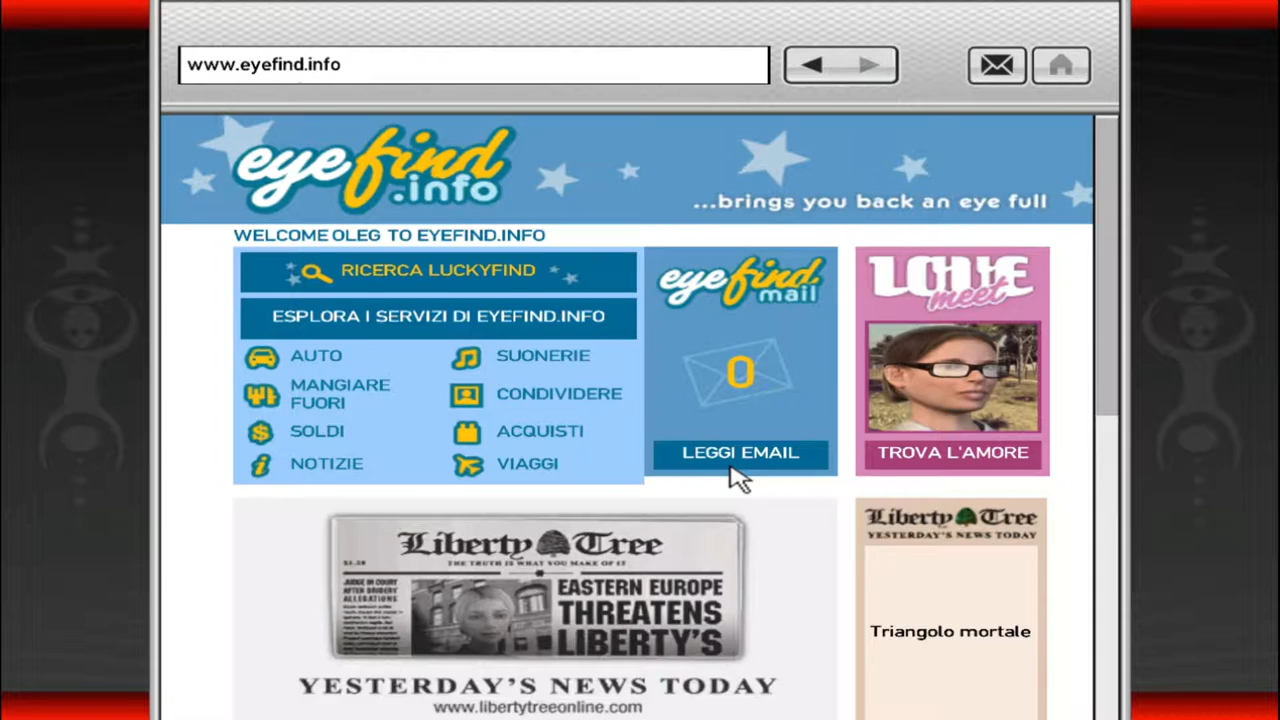 www.eyefind.info
eyefind
.info
...brings you back an eye full
WELCOME OLEG TO EYEFIND.INFO
RICERCA LUCKYFIND
ESPLORA I SERVIZI DI EYEFIND.INFO
AUTO
SUONERIE
MANGIARE
FUORI
CONDIVIDERE
SOLDI
ACQUISTI
NOTIZIE
VIAGGI
eyefind
mail
0
LEGGI EMAIL
LOVE
meet
TROVA L'AMORE
Liberty Tree
THE TRUTH IS WHAT YOU MAKE OF IT
JUDGE IN COURT
AFTER BRIBERY
ALLEGATIONS
EASTERN EUROPE
THREATENS
LIBERTY'S
YESTERDAY'S NEWS TODAY
www.libertytreeonline.com
Liberty Tree
YESTERDAY'S NEWS TODAY
Triangolo mortale